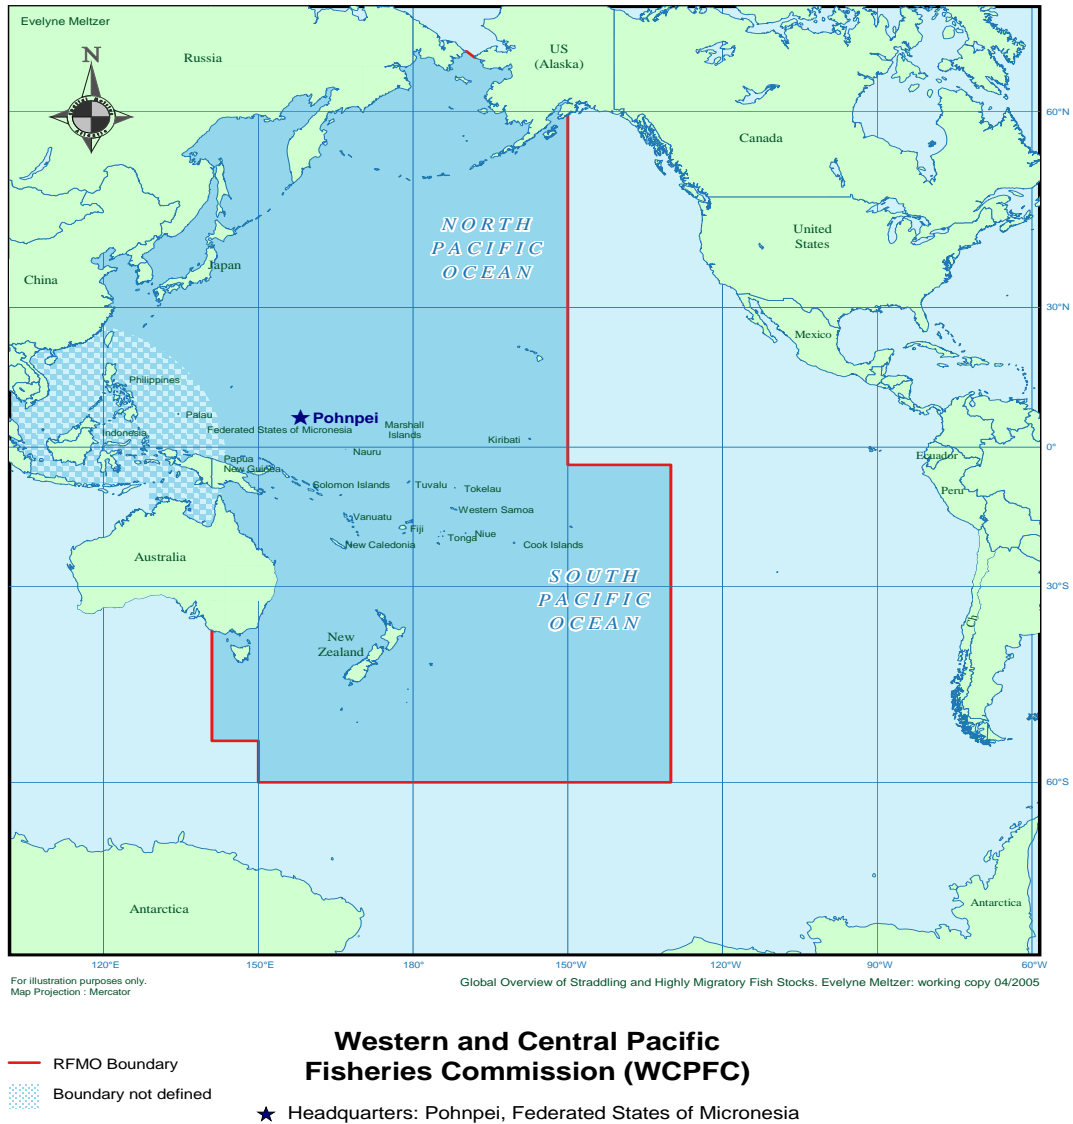 Evelyne Meltzer
N
Russia
US
(Alaska)
60°N
Canada
NORTH
PACIFIC
OCEAN
United
States
Japan
China
30°N
Mexico
Philippines
Palau
Pohnpei
Federated States of Micronesia
Marshall
Islands
Indonesia
Kiribati
0°
Nauru
Ecuador
Papua
New Guinea
Solomon Islands
Tuvalu
Tokelau
Peru
Western Samoa
Vanuatu
Fiji
Tonga
Niue
New Caledonia
Cook Islands
Australia
SOUTH
PACIFIC
OCEAN
30°S
Ch
New
Zealand
60°S
Antarctica
Antarctica
120°E
150°E
180°
150°W
120°W
90°W
60°W
For illustration purposes only.
Map Projection : Mercator
Global Overview of Straddling and Highly Migratory Fish Stocks. Evelyne Meltzer: working copy 04/2005
Western and Central Pacific
Fisheries Commission (WCPFC)
RFMO Boundary
Boundary not defined
Headquarters: Pohnpei, Federated States of Micronesia